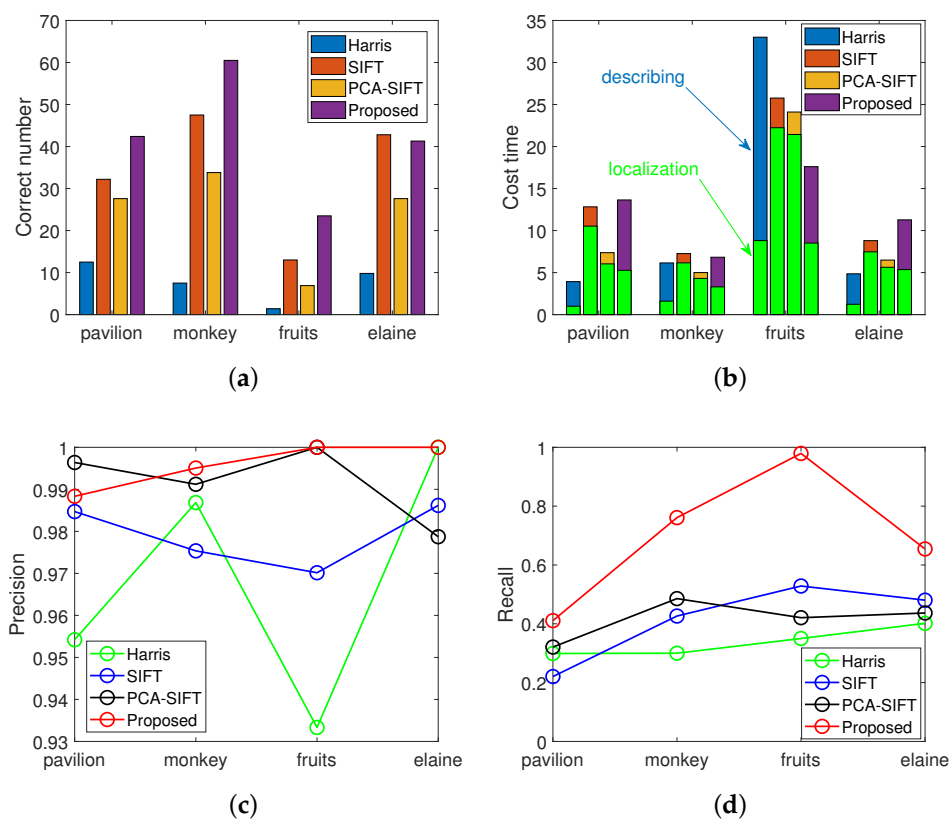 70
60
50
40
30
20
10
0
Correct number
Harris
SIFT
PCA-SIFT
Proposed
pavilion monkey fruits elaine
(a)
35
30
25
20
15
10
5
0
Cost time
Harris
SIFT
PCA-SIFT
Proposed
describing
localization
pavilion monkey fruits elaine
(b)
1
0.99
0.98
0.97
0.96
0.95
0.94
0.93
Precision
Harris
SIFT
PCA-SIFT
Proposed
pavilion monkey fruits elaine
(c)
1
0.8
0.6
0.4
0.2
0
Recall
Harris
SIFT
PCA-SIFT
Proposed
pavilion monkey fruits elaine
(d)